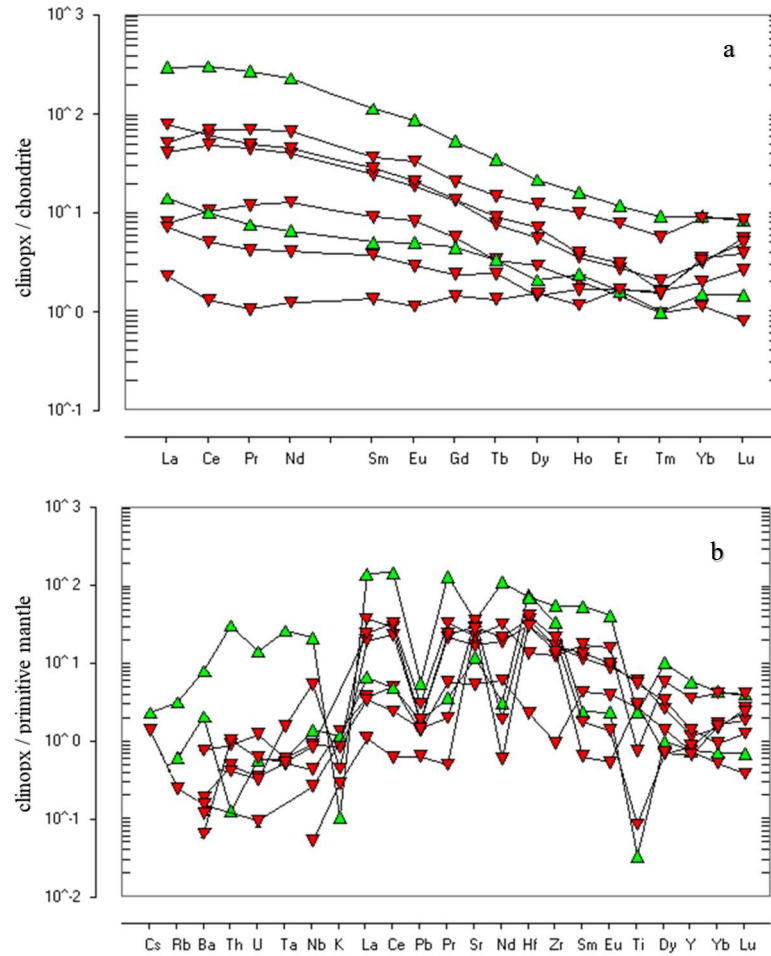 10^3
a
10^2
clinopx / chondrite
10^1
10^0
10^-1
La Ce Pr Nd Sm Eu Gd Tb Dy Ho Er Tm Yb Lu
10^3
b
10^2
clinopx / primitive mantle
10^1
10^0
10^-1
10^-2
Cs Rb Ba Th U Ta Nb K La Ce Pb Pr Sr Nd Hf Zr Sm Eu Ti Dy Y Yb Lu